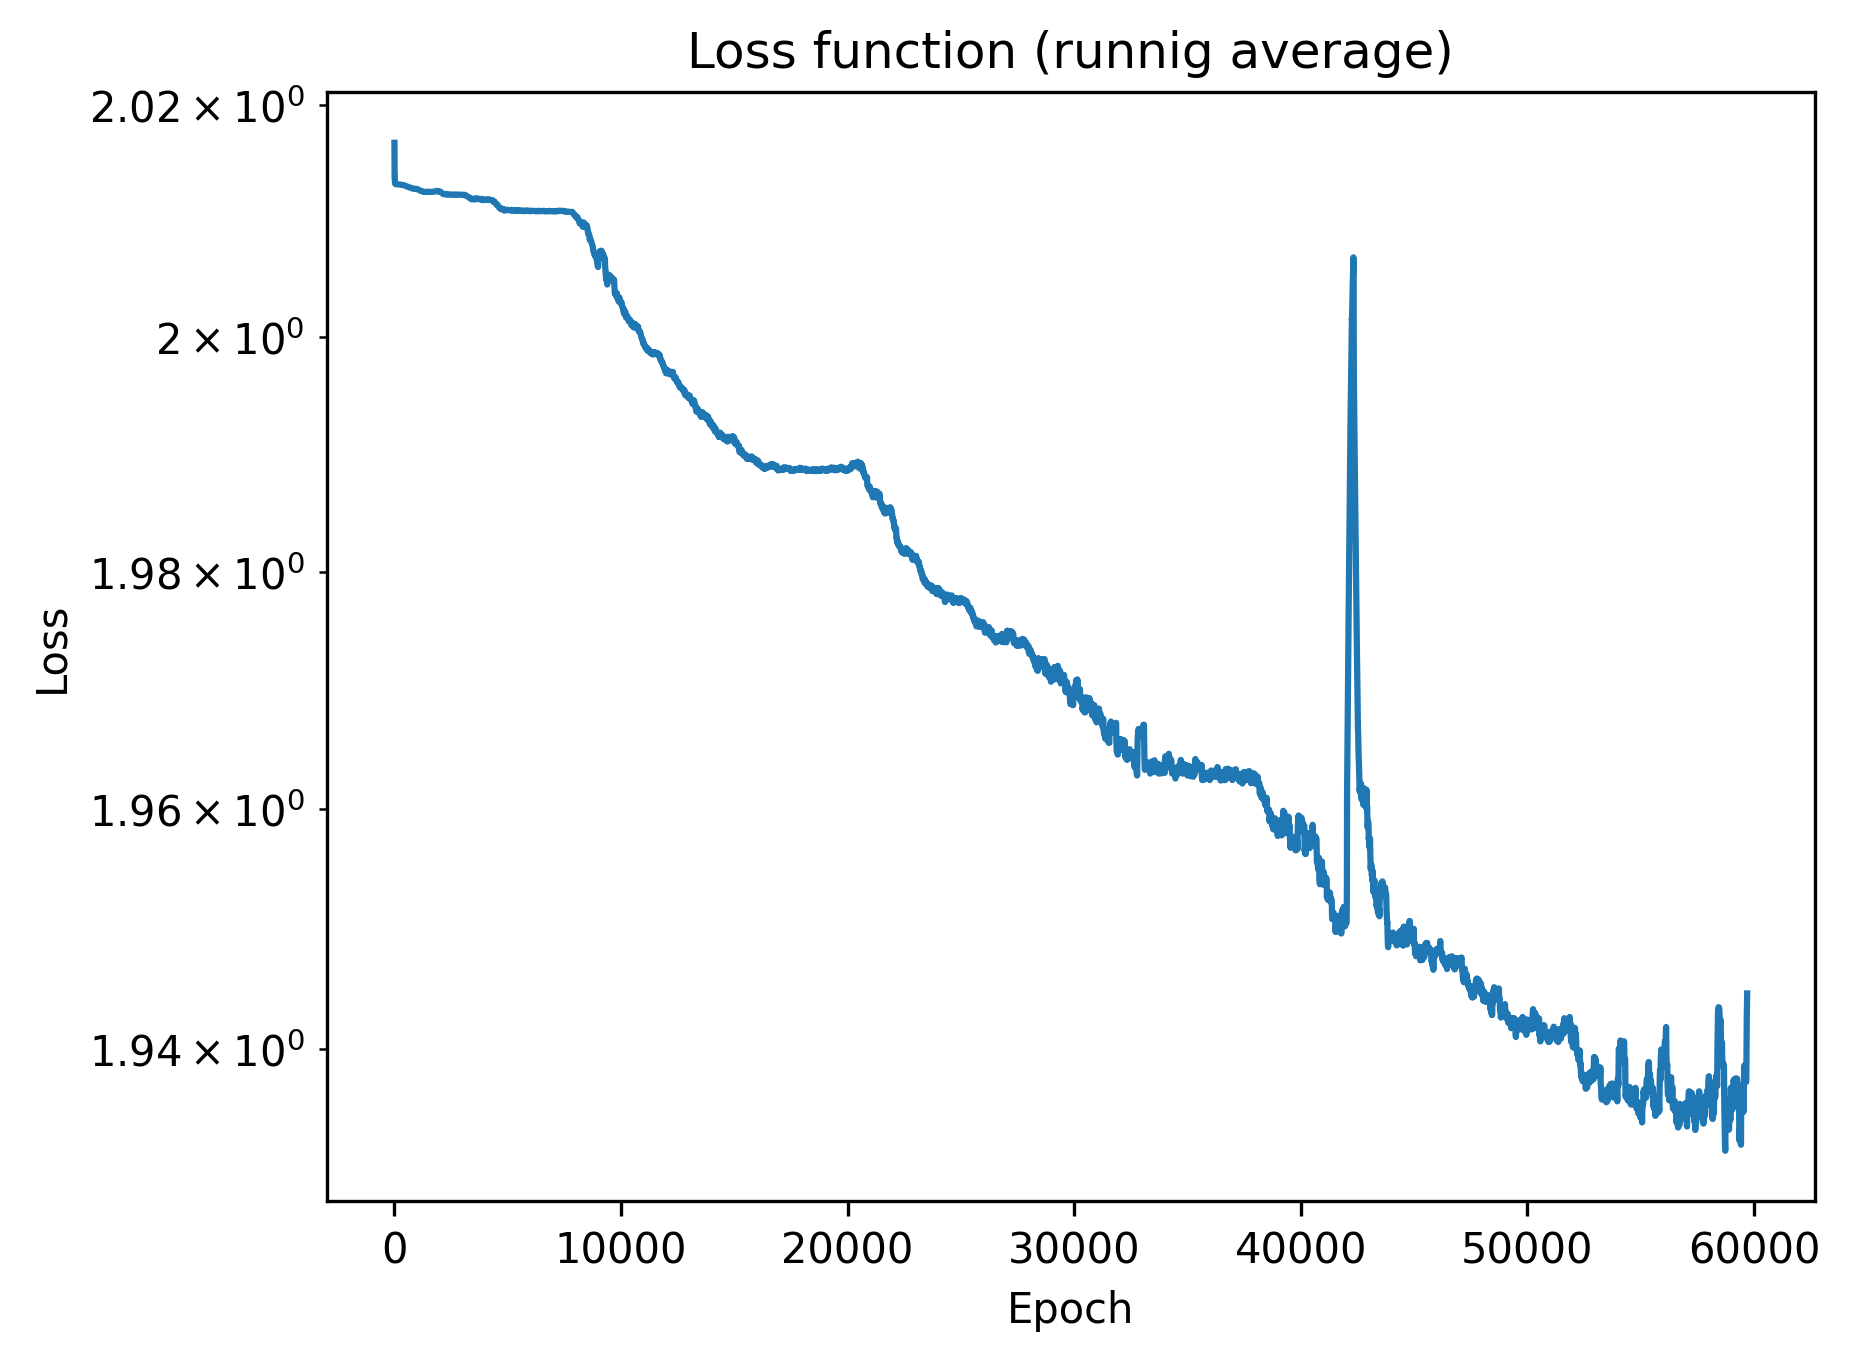 Loss function (runnig average)
2.02 × 10⁰
2 × 10⁰
1.98 × 10⁰
1.96 × 10⁰
1.94 × 10⁰
Loss
0 10000 20000 30000 40000 50000 60000
Epoch